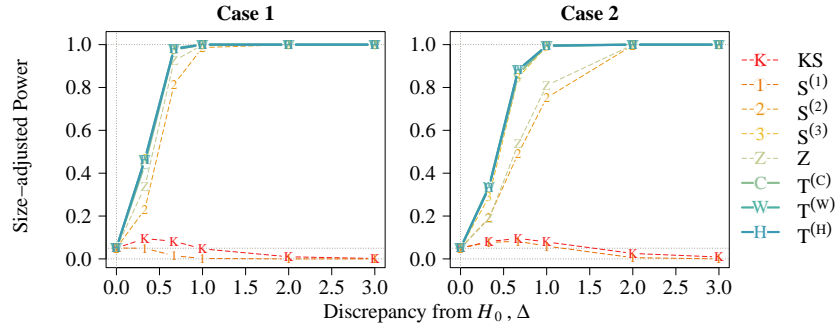 Case 1
Case 2
Size−adjusted Power
1.0
0.8
0.6
0.4
0.2
0.0
0.0 0.5 1.0 1.5 2.0 2.5 3.0
0.0 0.5 1.0 1.5 2.0 2.5 3.0
Discrepancy from H₀ , Δ
K KS
1 S⁽¹⁾
2 S⁽²⁾
3 S⁽³⁾
Z Z
C T⁽ᶜ⁾
W T⁽ᵂ⁾
H T⁽ᴴ⁾